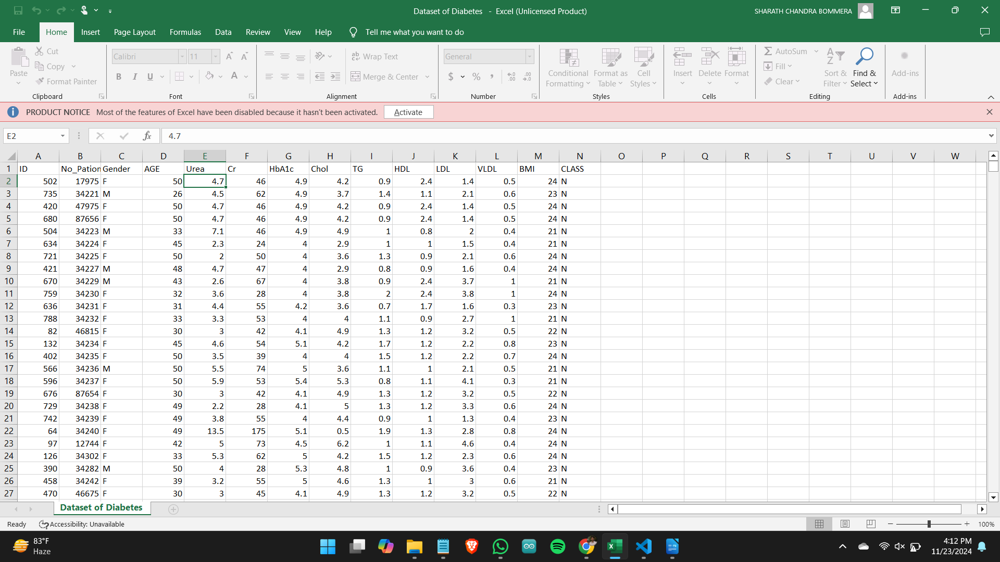 Dataset of Diabetes - Excel (Unlicensed Product)
SHARATH CHANDRA BOMMERA
File Home Insert Page Layout Formulas Data Review View Help Tell me what you want to do
Paste
Cut
Copy
Format Painter
Clipboard
Calibri 11
B I U A
Font
ab Wrap Text
Merge & Center
Alignment
General
$ % ,
Number
Conditional Formatting
Format as Table
Cell Styles
Styles
Insert Delete Format
Cells
AutoSum
Fill
Clear
Sort & Filter
Find & Select
Editing
Add-ins
Add-ins
PRODUCT NOTICE Most of the features of Excel have been disabled because it hasn't been activated. Activate
E2 fx 4.7
A B C D E F G H I J K L M N O P Q R S T U V W
1 ID No_Pation Gender AGE Urea Cr HbA1c Chol TG HDL LDL VLDL BMI CLASS
2 502 17975 F 50 4.7 46 4.9 4.2 0.9 2.4 1.4 0.5 24 N
3 735 34221 M 26 4.5 62 4.9 3.7 1.4 1.1 2.1 0.6 23 N
4 420 47975 F 50 4.7 46 4.9 4.2 0.9 2.4 1.4 0.5 24 N
5 680 87656 F 50 4.7 46 4.9 4.2 0.9 2.4 1.4 0.5 24 N
6 504 34223 M 33 7.1 46 4.9 4.9 1 0.8 2 0.4 21 N
7 634 34224 F 45 2.3 24 4 2.9 1 1 1.5 0.4 21 N
8 721 34225 F 50 2 50 4 3.6 1.3 0.9 2.1 0.6 24 N
9 421 34227 M 48 4.7 47 4 2.9 0.8 0.9 1.6 0.4 24 N
10 670 34229 M 43 2.6 67 4 3.8 0.9 2.4 3.7 1 21 N
11 759 34230 F 32 3.6 28 4 3.8 2 2.4 3.8 1 24 N
12 636 34231 F 31 4.4 55 4.2 3.6 0.7 1.7 1.6 0.3 23 N
13 788 34232 F 33 3.3 53 4 4 1.1 0.9 2.7 1 21 N
14 82 46815 F 30 3 42 4.1 4.9 1.3 1.2 3.2 0.5 22 N
15 132 34234 F 45 4.6 54 5.1 4.2 1.7 1.2 2.2 0.8 23 N
16 402 34235 F 50 3.5 39 4 4 1.5 1.2 2.2 0.7 24 N
17 566 34236 M 50 5.5 74 5 3.6 1.1 1 2.1 0.5 21 N
18 596 34237 F 50 5.9 53 5.4 5.3 0.8 1.1 4.1 0.3 21 N
19 676 87654 F 30 3 42 4.1 4.9 1.3 1.2 3.2 0.5 22 N
20 729 34238 F 49 2.2 28 4.1 5 1.3 1.2 3.3 0.6 24 N
21 742 34239 F 49 3.8 55 4 4.4 0.9 1 1.3 0.4 23 N
22 64 34240 F 49 13.5 175 5.1 0.5 1.9 1.3 2.8 0.8 24 N
23 97 12744 F 42 5 73 4.5 6.2 1 1.1 4.6 0.4 24 N
24 126 34302 F 33 5.3 62 5 4.2 1.5 1.2 2.3 0.6 24 N
25 390 34282 M 50 4 28 5.3 4.8 1 0.9 3.6 0.4 23 N
26 458 34242 F 39 3.2 55 5 4.6 1.3 1 3 0.6 21 N
27 470 46675 F 30 3 45 4.1 4.9 1.3 1.2 3.2 0.5 22 N
Dataset of Diabetes
Ready Accessibility: Unavailable 100%
83°F
Haze
4:12 PM
11/23/2024